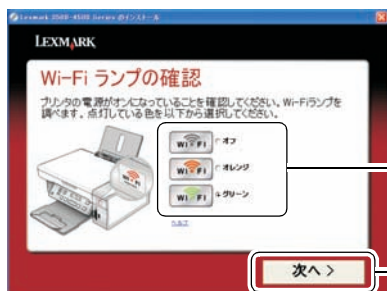 Lexmark 3500-4500 Series のインストール
LEXMARK
Wi-Fi ランプの確認
プリンタの電源がオンになっていることを確認してください。Wi-Fiランプを
調べます。点灯している色を以下から選択してください。
Wi-Fi オフ
Wi-Fi オレンジ
Wi-Fi グリーン
ヘルプ
次へ >